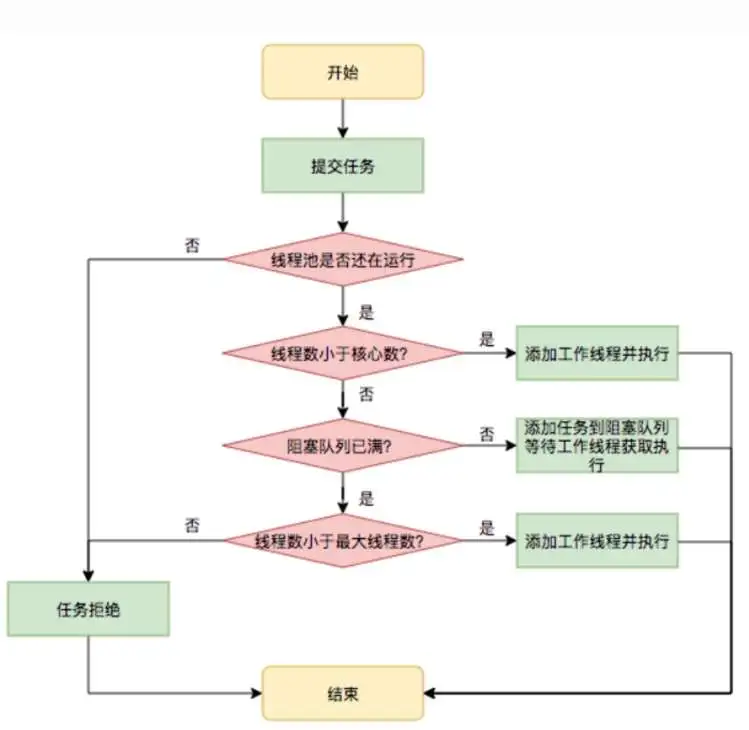 开始
提交任务
否
线程池是否还在运行
是
线程数小于核心数?
是
添加工作线程并执行
否
阻塞队列已满?
否
添加任务到阻塞队列
等待工作线程获取执
行
是
否
线程数小于最大线程数?
是
添加工作线程并执行
任务拒绝
结束